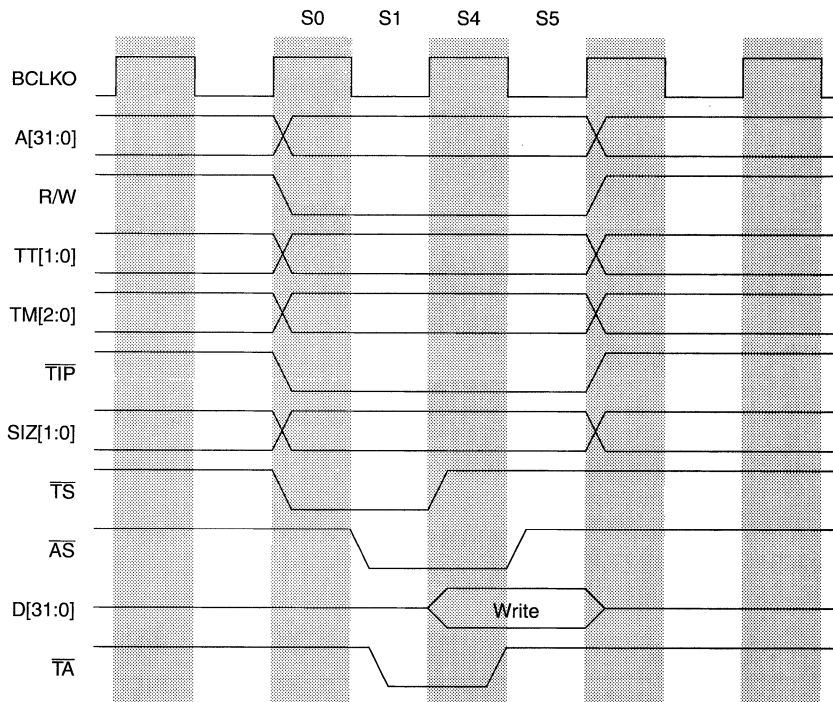 S0 S1 S4 S5
BCLKO
A[31:0]
R/W
TT[1:0]
TM[2:0]
TIP
SIZ[1:0]
TS
AS
D[31:0] Write
TA